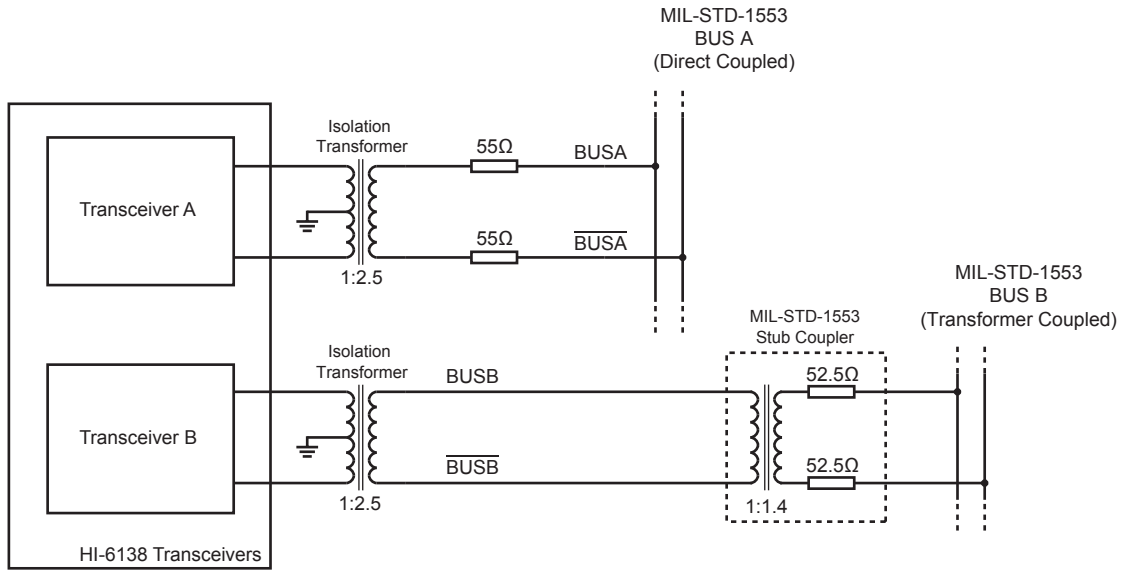 MIL-STD-1553
BUS A
(Direct Coupled)
Isolation
Transformer
55Ω
BUSA
Transceiver A
55Ω
BUSA
1:2.5
MIL-STD-1553
BUS B
(Transformer Coupled)
MIL-STD-1553
Stub Coupler
Isolation
Transformer
BUSB
52.5Ω
Transceiver B
BUSB
52.5Ω
1:2.5
1:1.4
HI-6138 Transceivers